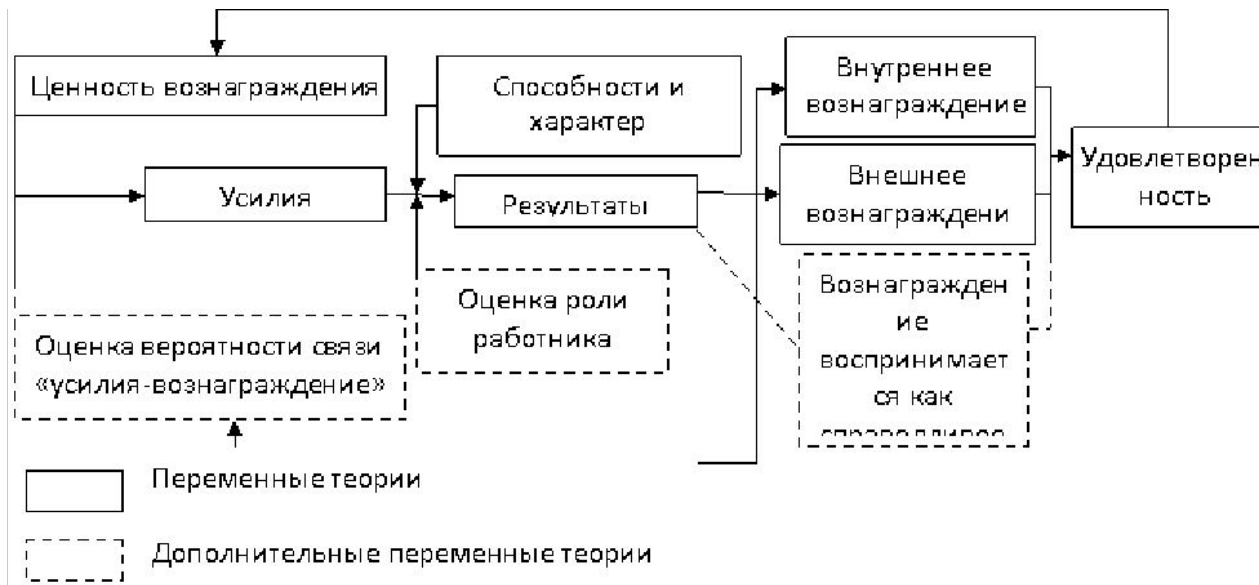 Ценность вознаграждения
Способности и
характер
Внутреннее
вознаграждение
Усилия
Результаты
Внешнее
вознаграждени
Удовлетворен
ность
Оценка вероятности связи
«усилия-вознаграждение»
Оценка роли
работника
Вознагражден
ие
воспринимает
ся как
Переменные теории
Дополнительные переменные теории